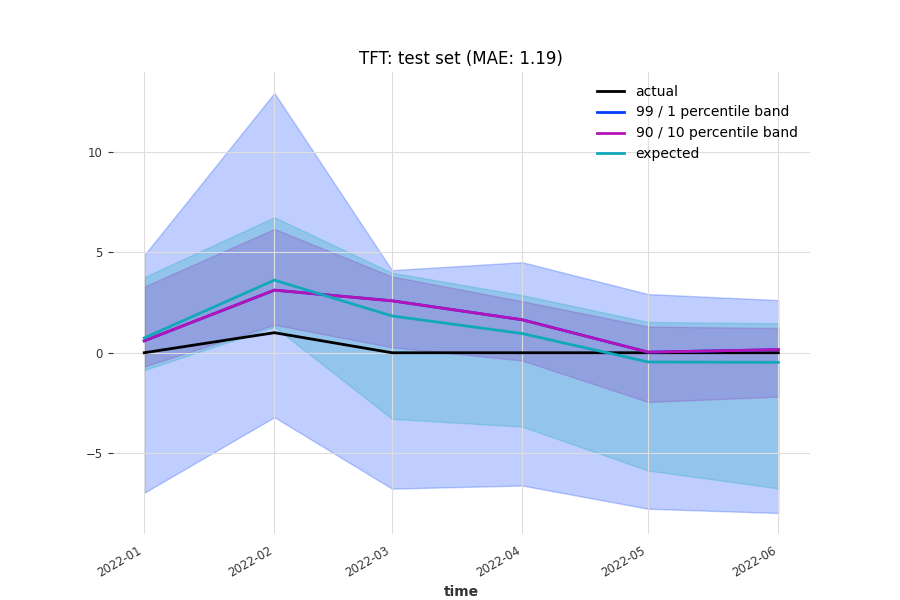 TFT: test set (MAE: 1.19)
actual
99 / 1 percentile band
90 / 10 percentile band
expected
10
5
0
−5
2022-01
2022-02
2022-03
2022-04
2022-05
2022-06
time